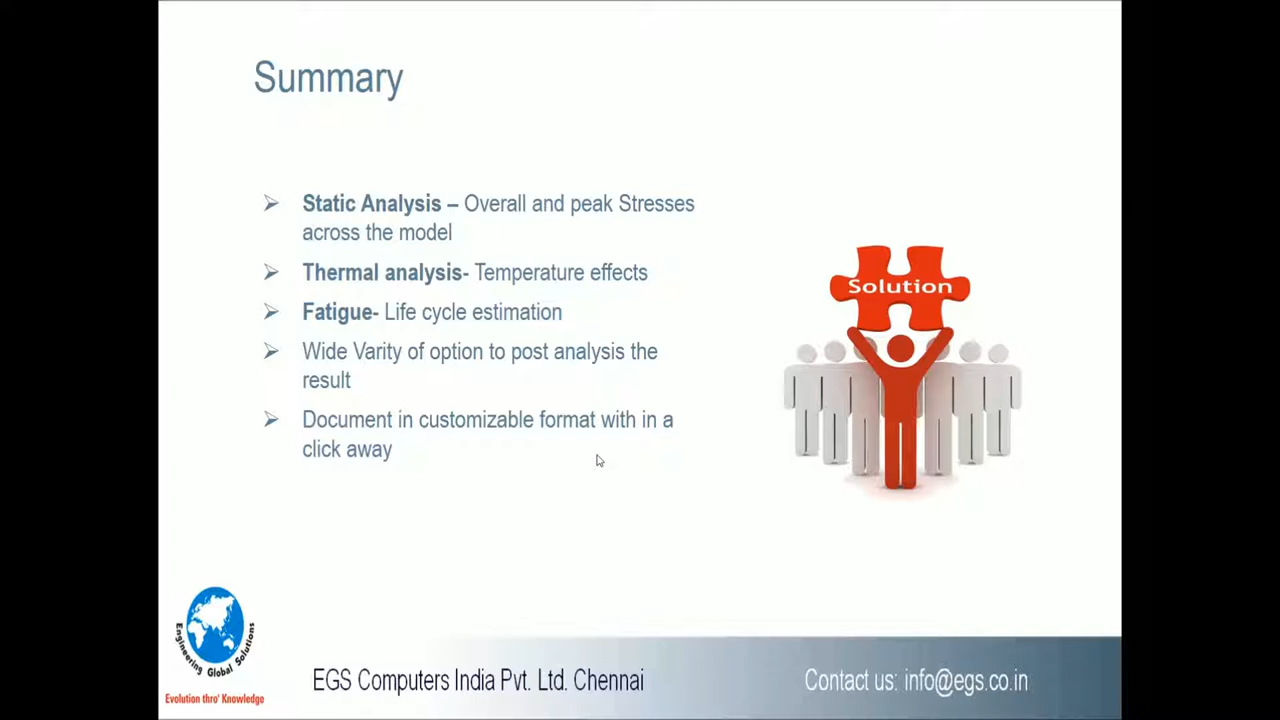 Summary
Static Analysis – Overall and peak Stresses
across the model
Thermal analysis- Temperature effects
Fatigue- Life cycle estimation
Wide Varity of option to post analysis the
result
Document in customizable format with in a
click away
Solution
Engineering Global Solutions
Evolution thro' Knowledge
EGS Computers India Pvt. Ltd. Chennai
Contact us: info@egs.co.in